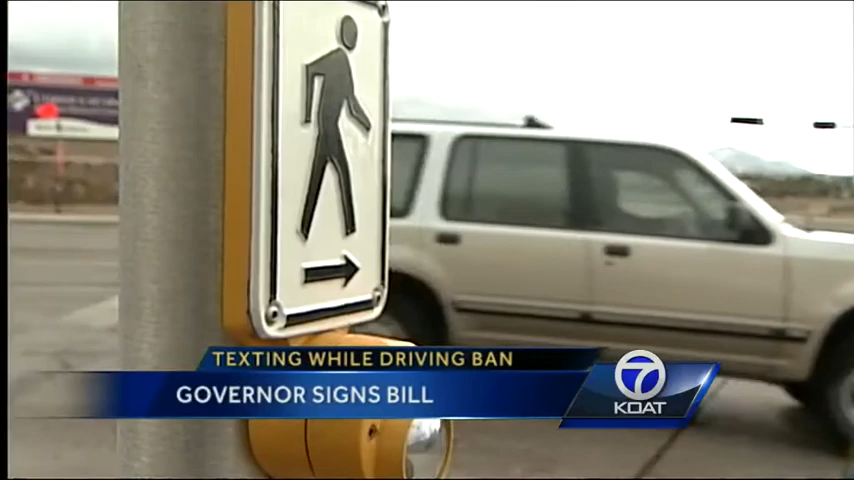 TEXTING WHILE DRIVING BAN
GOVERNOR SIGNS BILL
7
KOAT